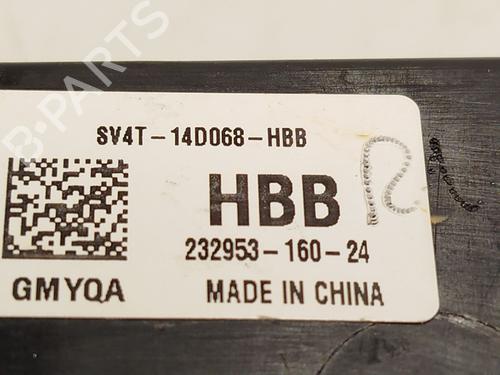 SV4T-14D068-HBB
HBB
R
232953-160-24
GMYQA
MADE IN CHINA
B-PARTS